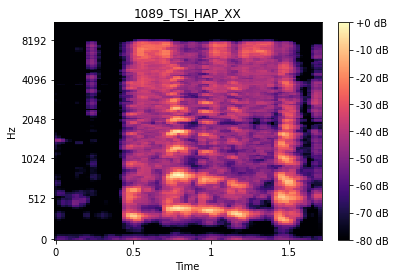 1089_TSI_HAP_XX
+0 dB
8192
-10 dB
4096
-20 dB
-30 dB
2048
-40 dB
Hz
1024
-50 dB
512
-60 dB
-70 dB
0
-80 dB
0
0.5
1
1.5
Time